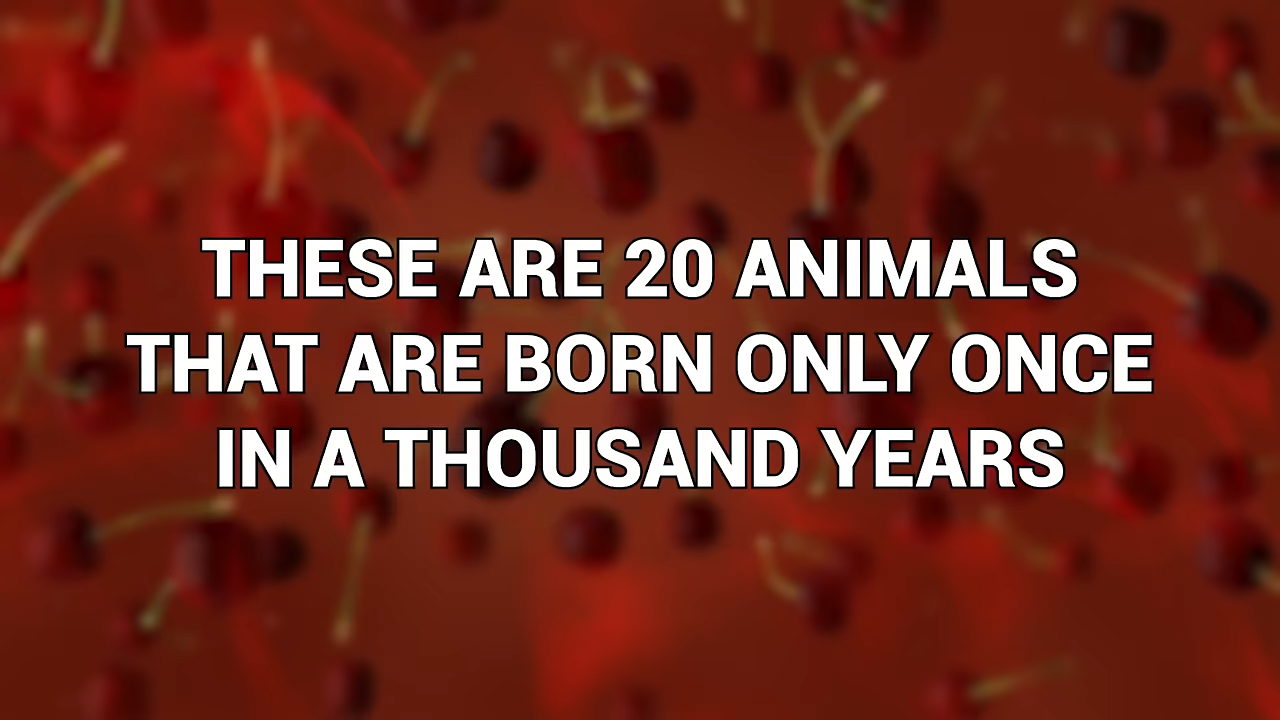 THESE ARE 20 ANIMALS
THAT ARE BORN ONLY ONCE
IN A THOUSAND YEARS